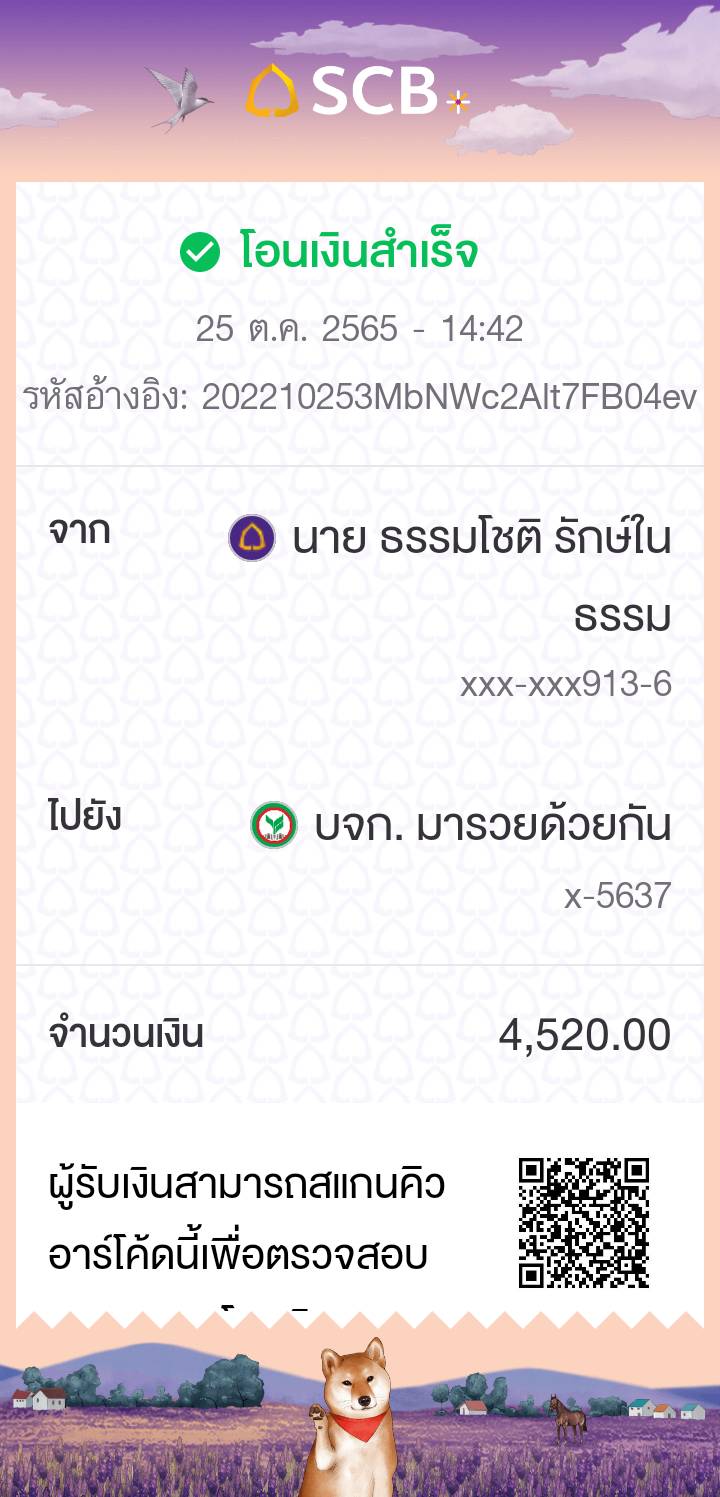 SCB
โอนเงินสำเร็จ
25 ต.ค. 2565 - 14:42
รหัสอ้างอิง: 202210253MbNWc2AIt7FB04ev
จาก
นาย ธรรมโชติ รักษ์ใน
ธรรม
xxx-xxx913-6
ไปยัง
บจก. มารวยด้วยกัน
x-5637
จำนวนเงิน 4,520.00
ผู้รับเงินสามารถสแกนคิว
อาร์โค้ดนี้เพื่อตรวจสอบ